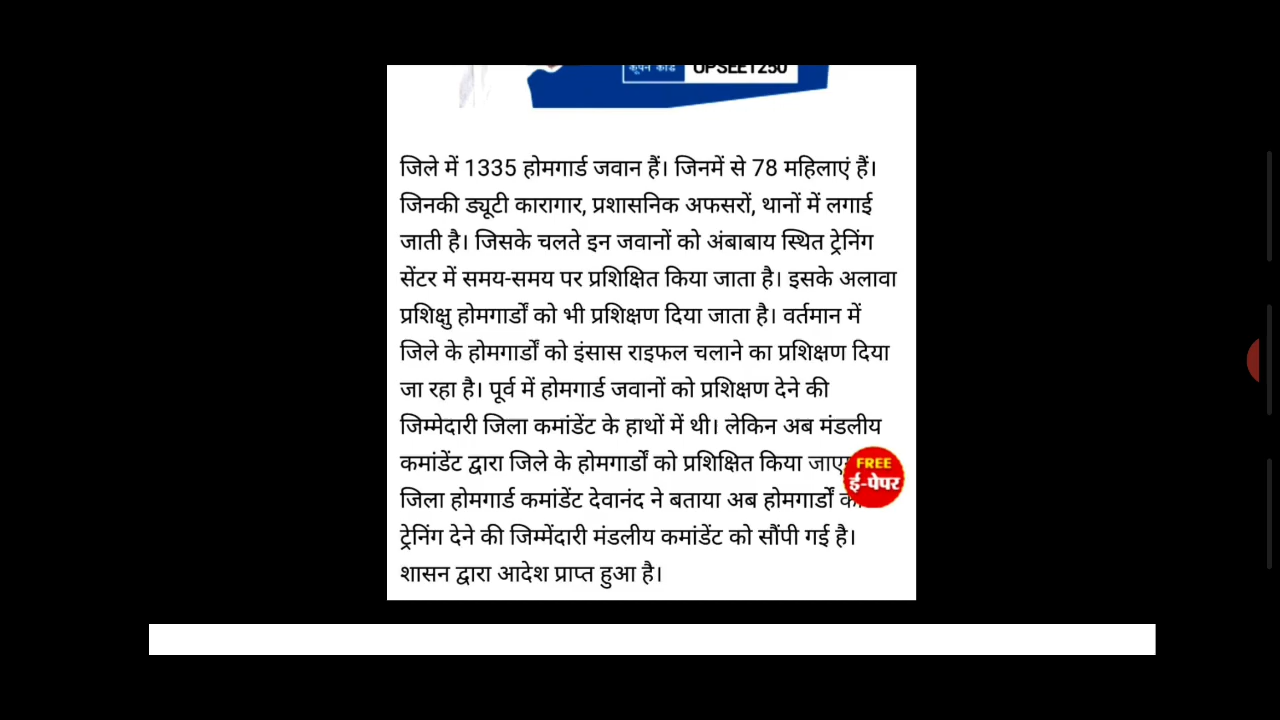 कूपन कोड UPSEE1250
जिले में 1335 होमगार्ड जवान हैं। जिनमें से 78 महिलाएं हैं।
जिनकी ड्यूटी कारागार, प्रशासनिक अफसरों, थानों में लगाई
जाती है। जिसके चलते इन जवानों को अंबाबाय स्थित ट्रेनिंग
सेंटर में समय-समय पर प्रशिक्षित किया जाता है। इसके अलावा
प्रशिक्षु होमगार्डों को भी प्रशिक्षण दिया जाता है। वर्तमान में
जिले के होमगार्डों को इंसास राइफल चलाने का प्रशिक्षण दिया
जा रहा है। पूर्व में होमगार्ड जवानों को प्रशिक्षण देने की
जिम्मेदारी जिला कमांडेंट के हाथों में थी। लेकिन अब मंडलीय
कमांडेंट द्वारा जिले के होमगार्डों को प्रशिक्षित किया
FREE
ई-पेपर
जिला होमगार्ड कमांडेंट देवानंद ने बताया अब होमगार्डों
ट्रेनिंग देने की जिम्मेंदारी मंडलीय कमांडेंट को सौंपी गई है।
शासन द्वारा आदेश प्राप्त हुआ है।